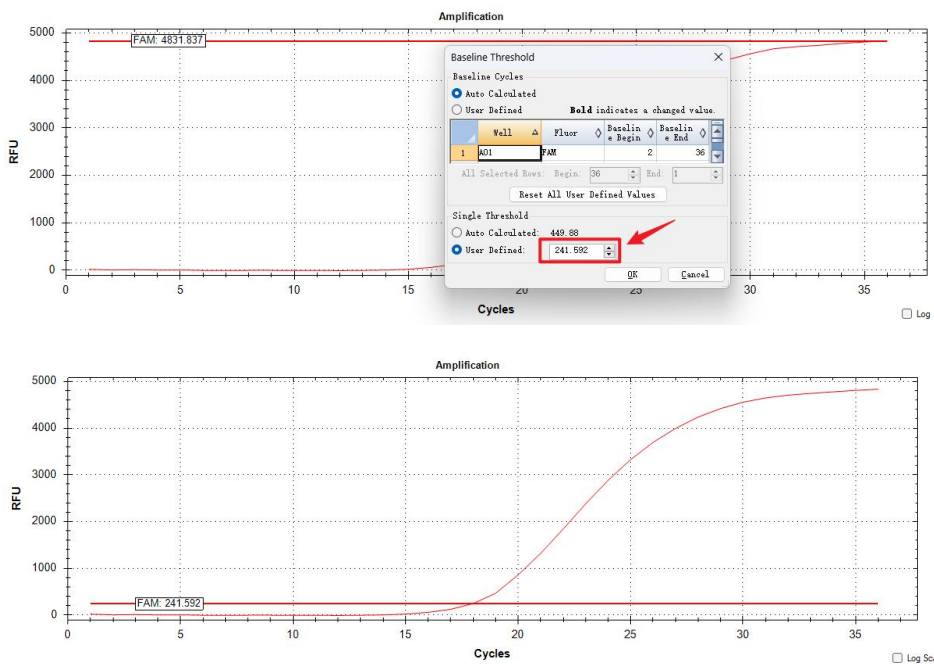 Amplification
5000
FAM: 4831.837
4000
3000
2000
1000
0
RFU
0 5 10 15 20 25 30 35
Cycles
Log
Baseline Threshold
Baseline Cycles
Auto Calculated
User Defined Bold indicates a changed value.
Well Fluor Baselin e Begin Baselin e End
1 A01 FAM 2 36
All Selected Rows: Begin: 36 End: 1
Reset All User Defined Values
Single Threshold
Auto Calculated: 449.88
User Defined: 241.592
OK Cancel
Amplification
5000
4000
3000
2000
1000
FAM: 241.592
0
RFU
0 5 10 15 20 25 30 35
Cycles
Log Sc